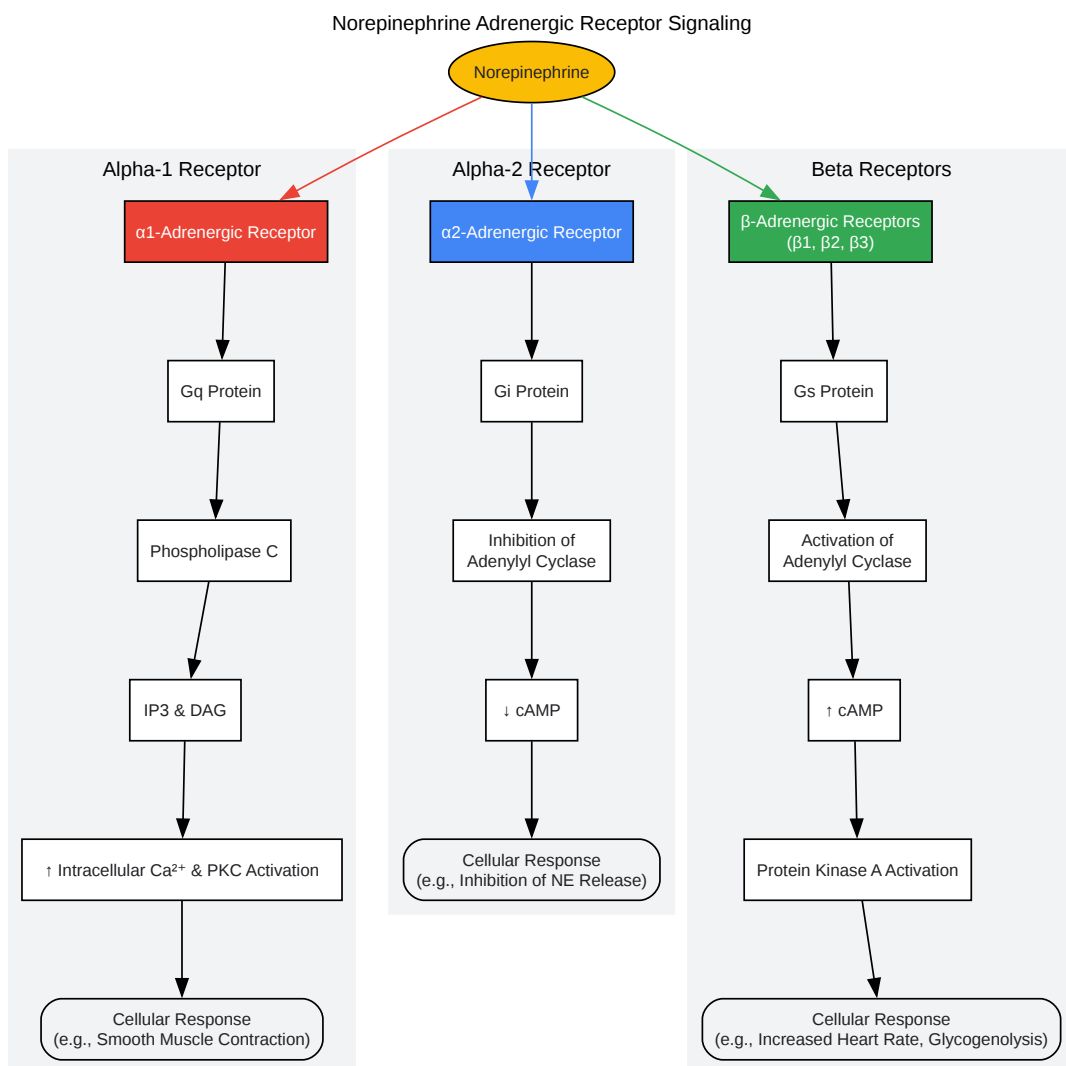 Norepinephrine Adrenergic Receptor Signaling
Norepinephrine
Alpha-1 Receptor
α1-Adrenergic Receptor
Gq Protein
Phospholipase C
IP3 & DAG
↑ Intracellular Ca²⁺ & PKC Activation
Cellular Response
(e.g., Smooth Muscle Contraction)
Alpha-2 Receptor
α2-Adrenergic Receptor
Gi Protein
Inhibition of
Adenylyl Cyclase
↓ cAMP
Cellular Response
(e.g., Inhibition of NE Release)
Beta Receptors
β-Adrenergic Receptors
(β1, β2, β3)
Gs Protein
Activation of
Adenylyl Cyclase
↑ cAMP
Protein Kinase A Activation
Cellular Response
(e.g., Increased Heart Rate, Glycogenolysis)